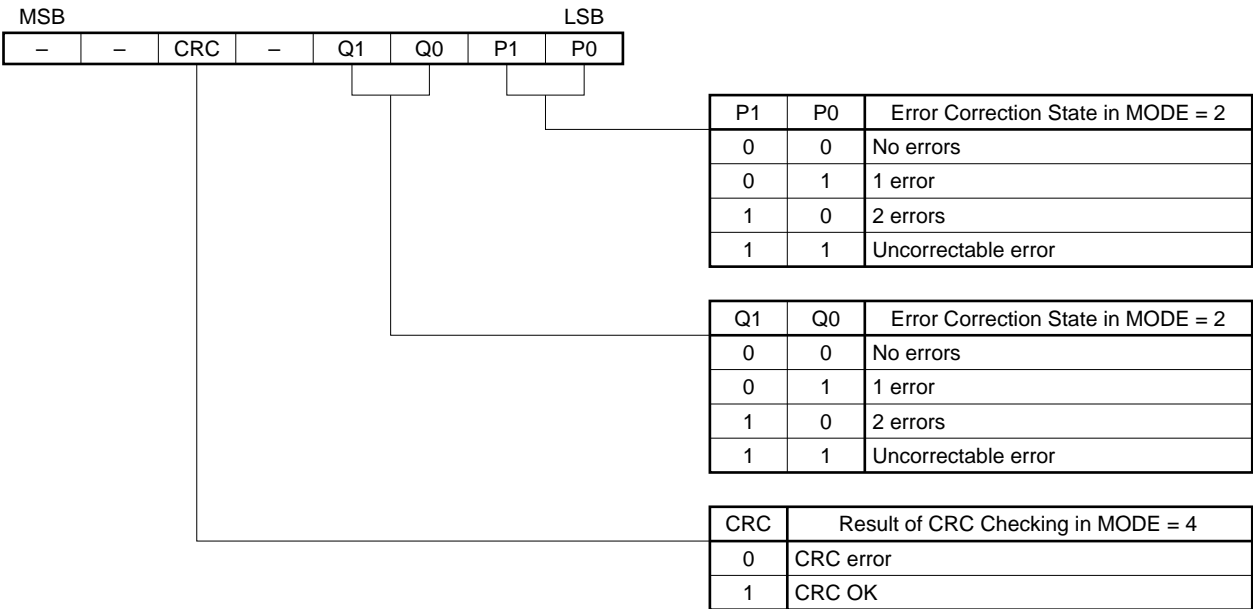 MSB LSB
– – CRC – Q1 Q0 P1 P0
P1 P0 Error Correction State in MODE = 2
0 0 No errors
0 1 1 error
1 0 2 errors
1 1 Uncorrectable error
Q1 Q0 Error Correction State in MODE = 2
0 0 No errors
0 1 1 error
1 0 2 errors
1 1 Uncorrectable error
CRC Result of CRC Checking in MODE = 4
0 CRC error
1 CRC OK